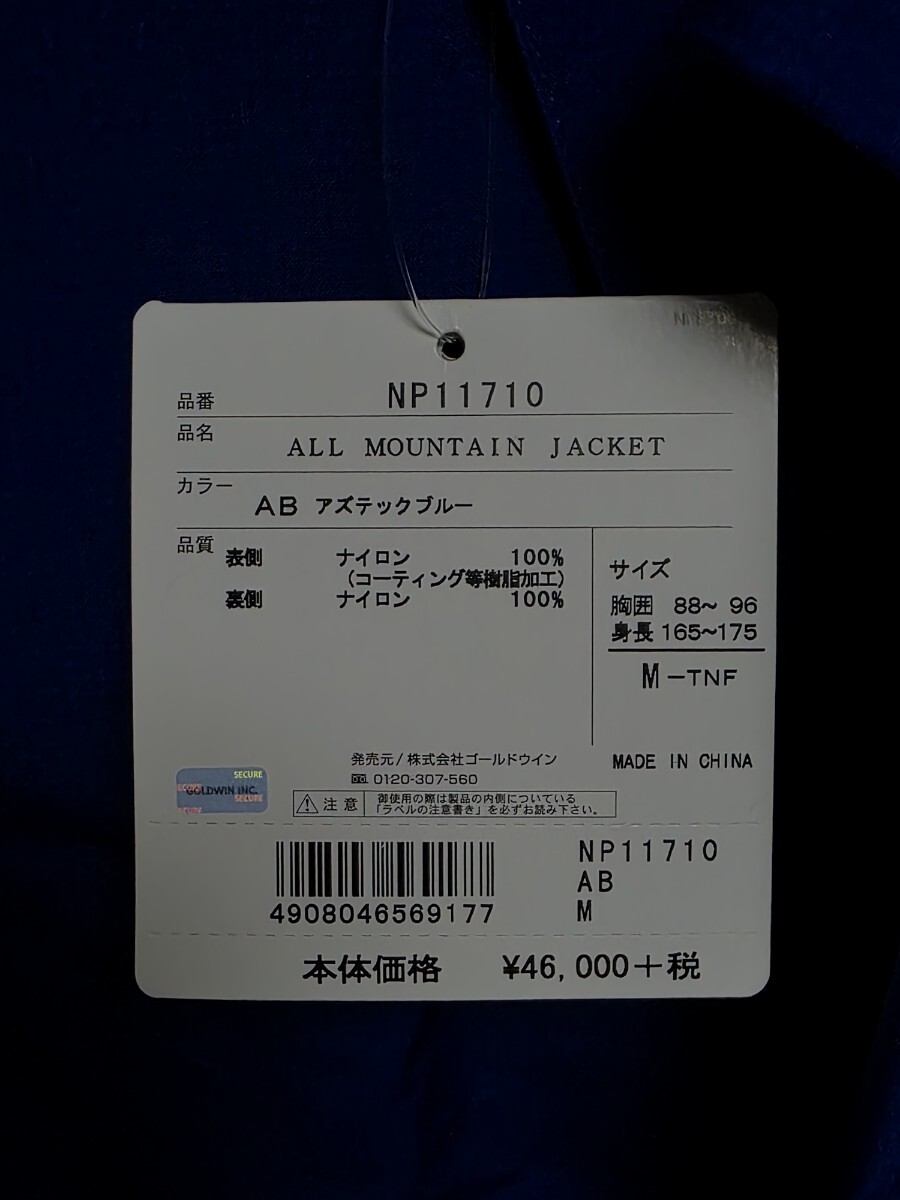 品番 NP11710
品名 ALL MOUNTAIN JACKET
カラー AB アズテックブルー
品質
表側 ナイロン 100%
(コーティング等樹脂加工)
裏側 ナイロン 100%
サイズ
胸囲 88~ 96
身長 165~175
M-TNF
発売元/株式会社ゴールドウイン
0120-307-560
MADE IN CHINA
SECURE
GOLDWIN INC.
SECURE
注意 御使用の際は製品の内側についている
「ラベルの注意書き」を必ずお読み下さい。
NP11710
AB
M
4908046569177
本体価格 ¥46,000+税